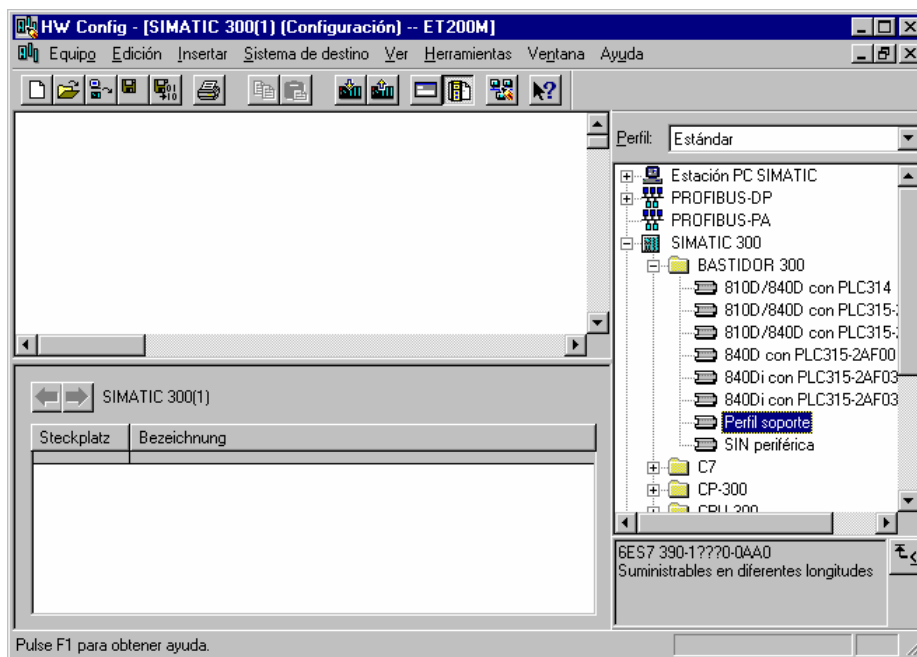 HW Config - [SIMATIC 300(1) (Configuración) -- ET200M]
Equipo Edición Insertar Sistema de destino Ver Herramientas Ventana Ayuda
Perfil: Estándar
Estación PC SIMATIC
PROFIBUS-DP
PROFIBUS-PA
SIMATIC 300
BASTIDOR 300
810D/840D con PLC314
810D/840D con PLC315-
810D/840D con PLC315-
840D con PLC315-2AF00
840Di con PLC315-2AF03
840Di con PLC315-2AF03
Perfil soporte
SIN periférica
C7
CP-300
CPU 300
SIMATIC 300(1)
Steckplatz Bezeichnung
6ES7 390-1???0-0AA0
Suministrables en diferentes longitudes
Pulse F1 para obtener ayuda.